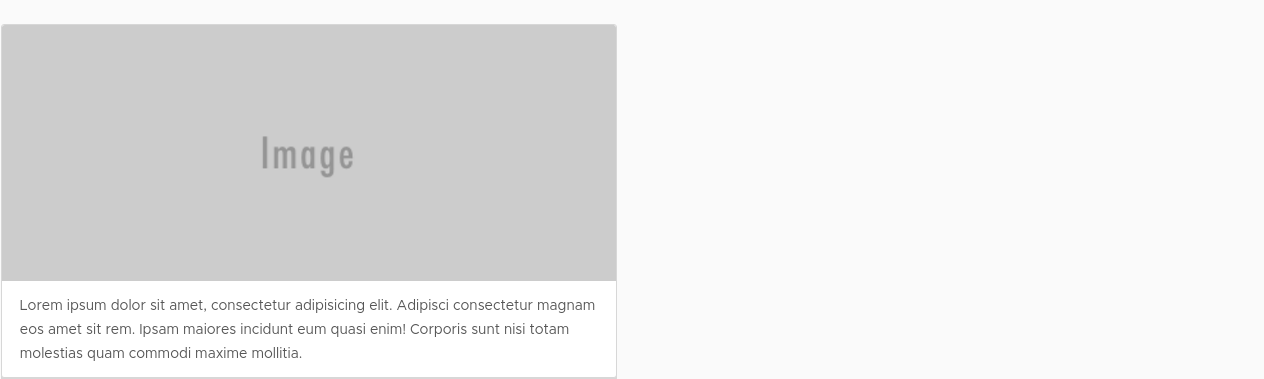 Image
Lorem ipsum dolor sit amet, consectetur adipisicing elit. Adipisci consectetur magnam
eos amet sit rem. Ipsam maiores incidunt eum quasi enim! Corporis sunt nisi totam
molestias quam commodi maxime mollitia.